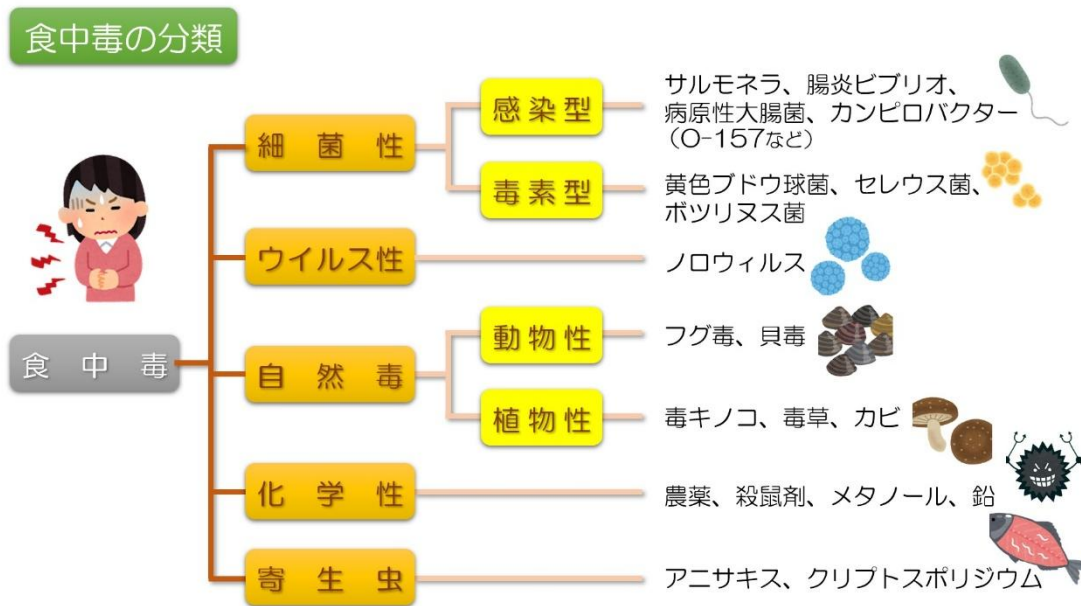 食中毒の分類
食中毒
細菌性
感染型
サルモネラ、腸炎ビブリオ、
病原性大腸菌、カンピロバクター
（O-157など）
毒素型
黄色ブドウ球菌、セレウス菌、
ボツリヌス菌
ウイルス性
ノロウィルス
自然毒
動物性
フグ毒、貝毒
植物性
毒キノコ、毒草、カビ
化学性
農薬、殺鼠剤、メタノール、鉛
寄生虫
アニサキス、クリプトスポリジウム